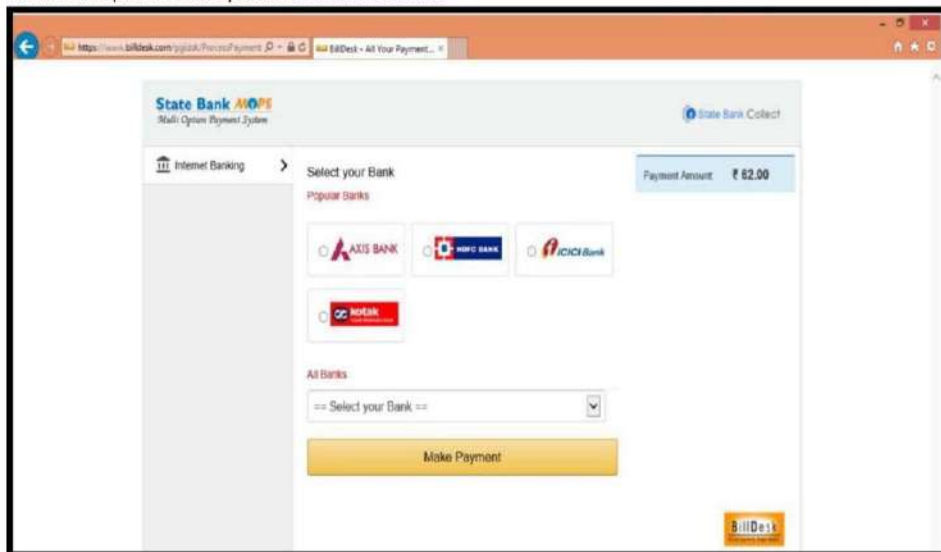 https://www.billdesk.com/pgidsk/ProcessPayment
BillDesk - All Your Payment...
State Bank MOPS
Multi Option Payment System
State Bank Collect
Internet Banking
Select your Bank
Payment Amount: ₹ 62.00
Popular Banks
AXIS BANK
HDFC BANK
ICICI Bank
kotak
All Banks
== Select your Bank ==
Make Payment
BillDesk